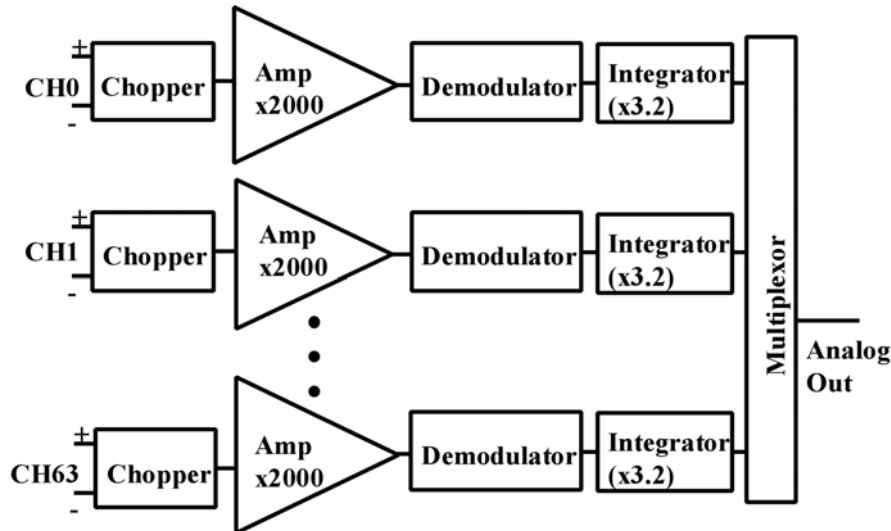 +
CH0
-
Chopper
Amp
x2000
Demodulator
Integrator
(x3.2)
+
CH1
-
Chopper
Amp
x2000
Demodulator
Integrator
(x3.2)
+
CH63
-
Chopper
Amp
x2000
Demodulator
Integrator
(x3.2)
Multiplexor
Analog
Out